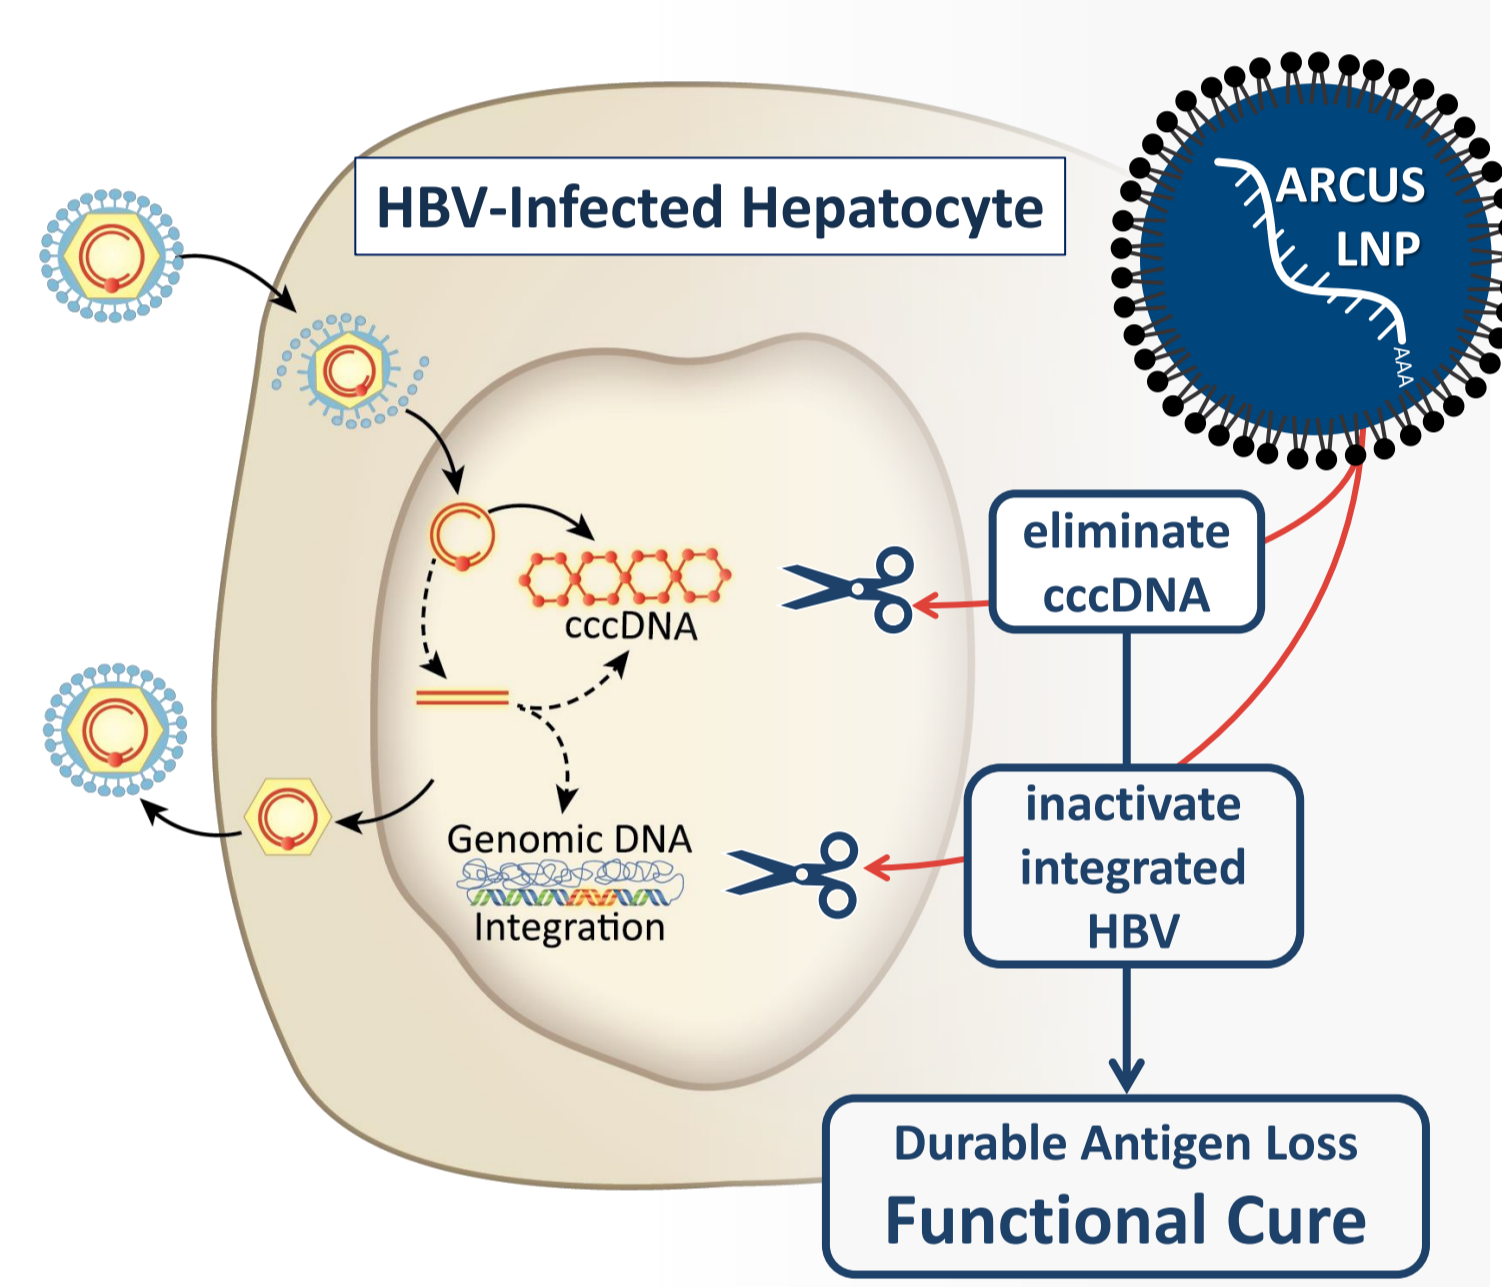 HBV-Infected Hepatocyte
ARCUS
LNP
AAA
eliminate
cccDNA
cccDNA
inactivate
integrated
HBV
Genomic DNA
Integration
Durable Antigen Loss
Functional Cure